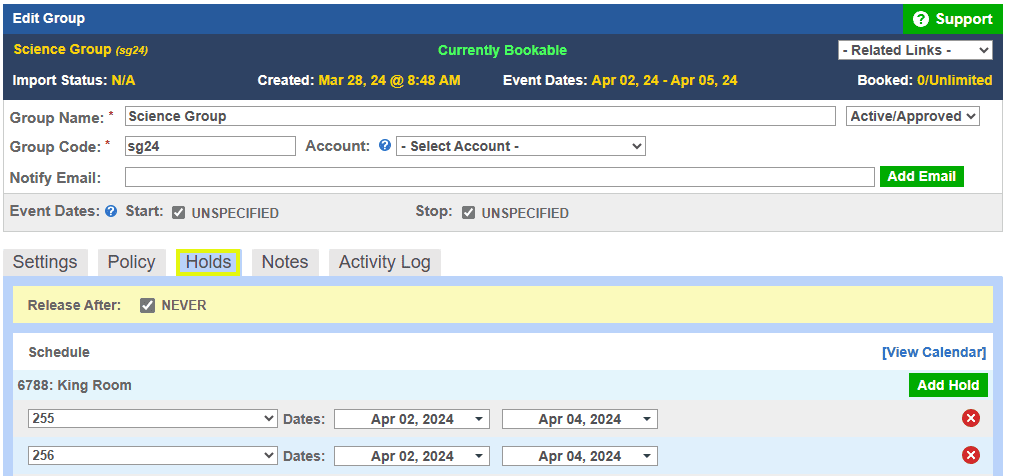 Edit Group
? Support
Science Group (sg24) Currently Bookable - Related Links -
Import Status: N/A Created: Mar 28, 24 @ 8:48 AM Event Dates: Apr 02, 24 - Apr 05, 24 Booked: 0/Unlimited
Group Name: * Science Group Active/Approved
Group Code: * sg24 Account: ? - Select Account -
Notify Email: Add Email
Event Dates: ? Start: UNSPECIFIED Stop: UNSPECIFIED
Settings Policy Holds Notes Activity Log
Release After: NEVER
Schedule [View Calendar]
6788: King Room Add Hold
255 Dates: Apr 02, 2024 Apr 04, 2024
256 Dates: Apr 02, 2024 Apr 04, 2024